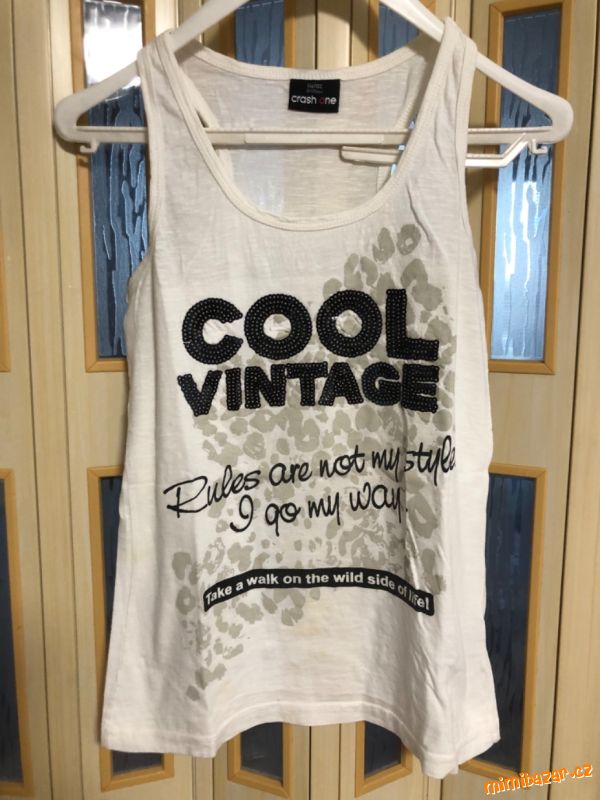 crash one
COOL
VINTAGE
Rules are not my style
I go my way.
Take a walk on the wild side of life!
mimibazar.cz